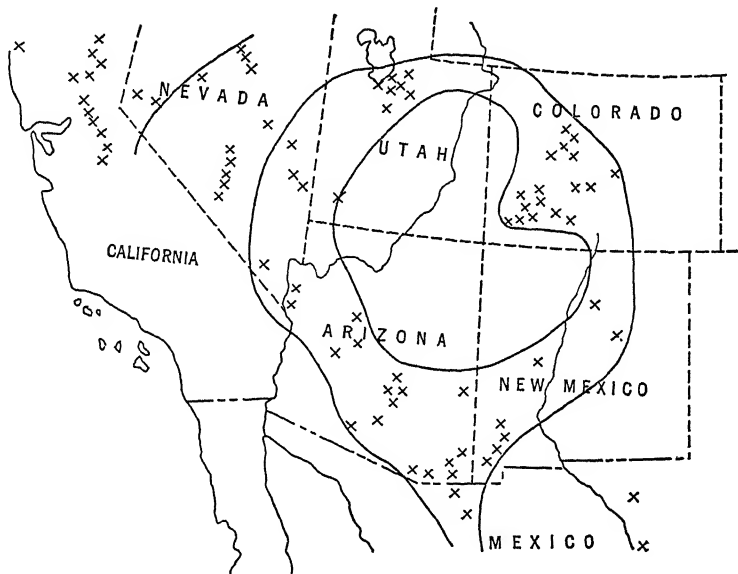 NEVADA
COLORADO
UTAH
CALIFORNIA
ARIZONA
NEW MEXICO
MEXICO